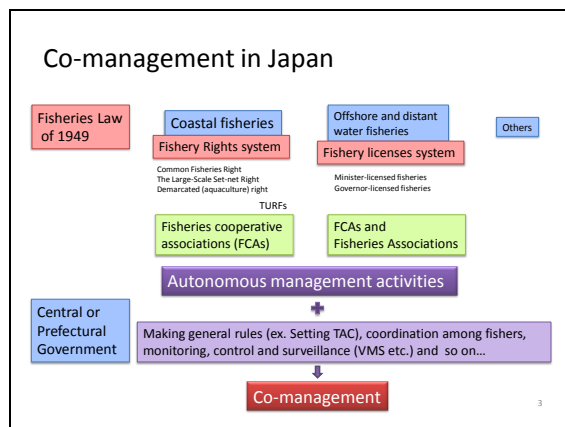 Co-management in Japan
Fisheries Law
of 1949
Coastal fisheries
Fishery Rights system
Offshore and distant
water fisheries
Fishery licenses system
Others
Common Fisheries Right
The Large-Scale Set-net Right
Demarcated (aquaculture) right
TURFs
Minister-licensed fisheries
Governor-licensed fisheries
Fisheries cooperative
associations (FCAs)
FCAs and
Fisheries Associations
Autonomous management activities
Central or
Prefectural
Government
Making general rules (ex. Setting TAC), coordination among fishers,
monitoring, control and surveillance (VMS etc.) and so on…
Co-management
3